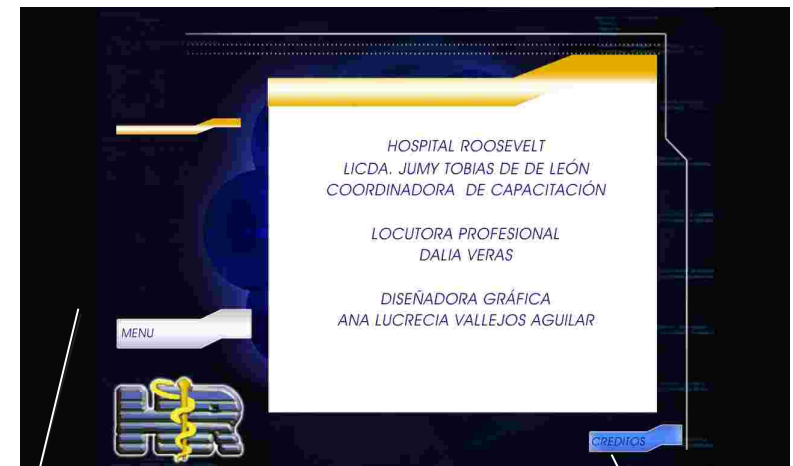 HOSPITAL ROOSEVELT
LICDA. JUMY TOBIAS DE DE LEÓN
COORDINADORA DE CAPACITACIÓN
LOCUTORA PROFESIONAL
DALIA VERAS
DISEÑADORA GRÁFICA
ANA LUCRECIA VALLEJOS AGUILAR
MENU
HR
CREDITOS